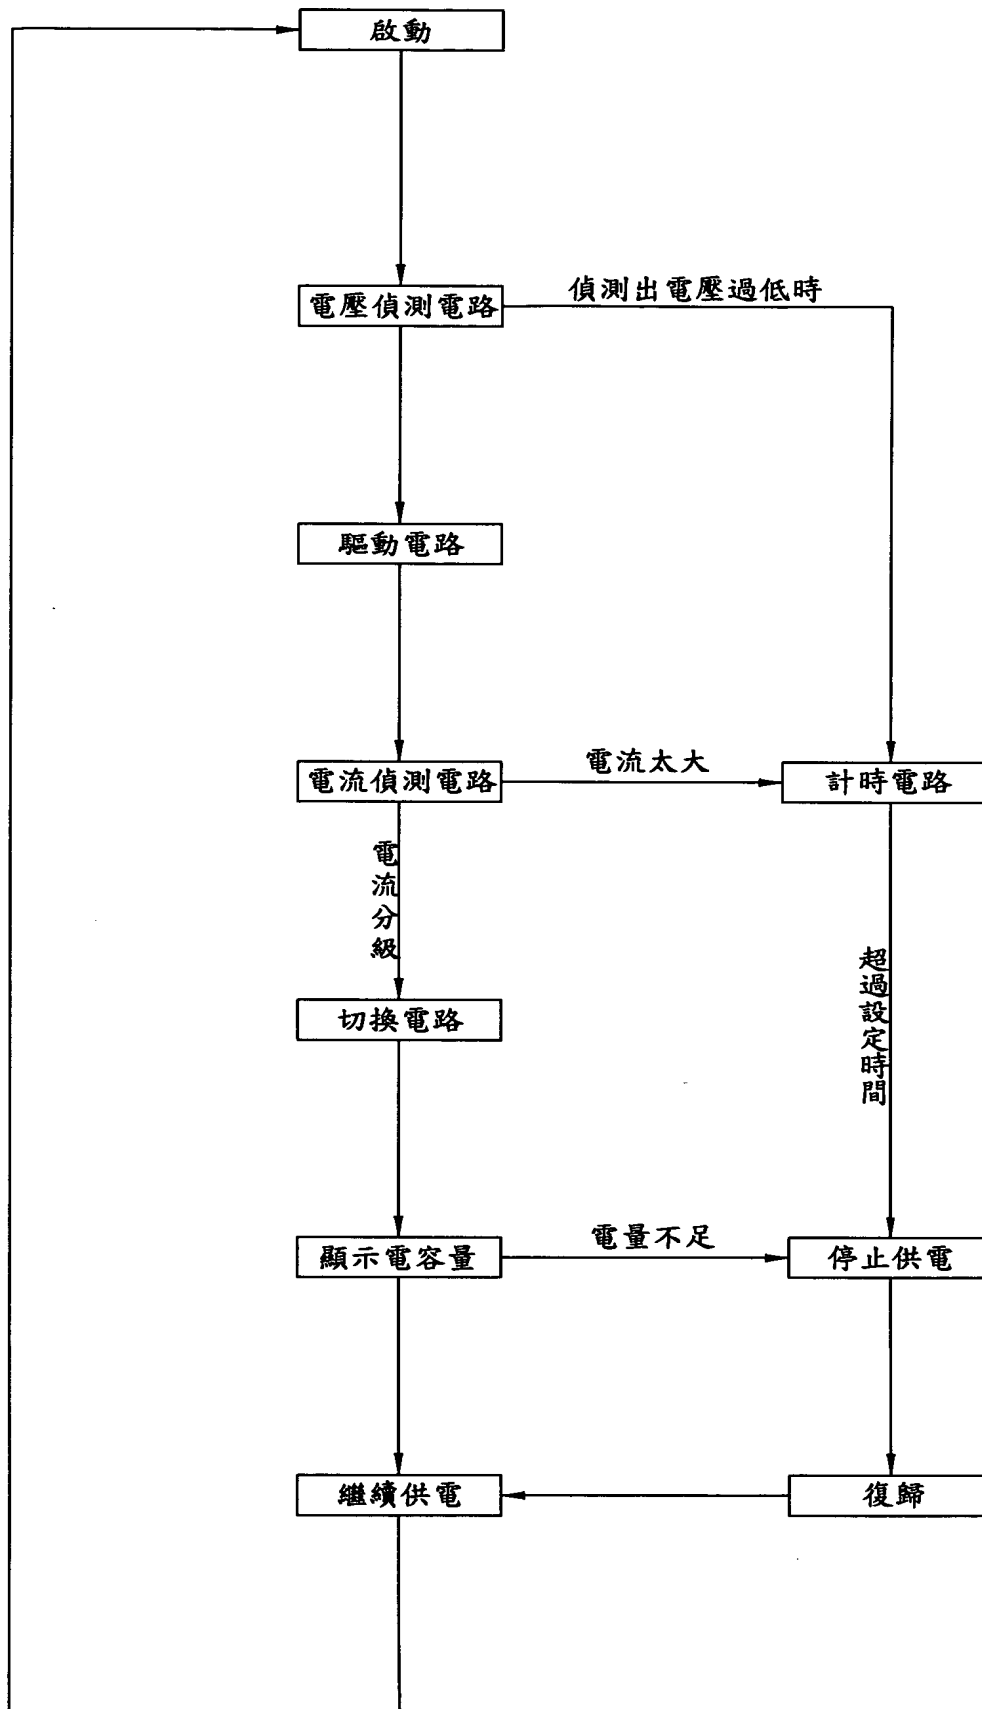 啟動
電壓偵測電路
偵測出電壓過低時
驅動電路
電流偵測電路
電流太大
計時電路
電流分級
超過設定時間
切換電路
顯示電容量
電量不足
停止供電
繼續供電
復歸